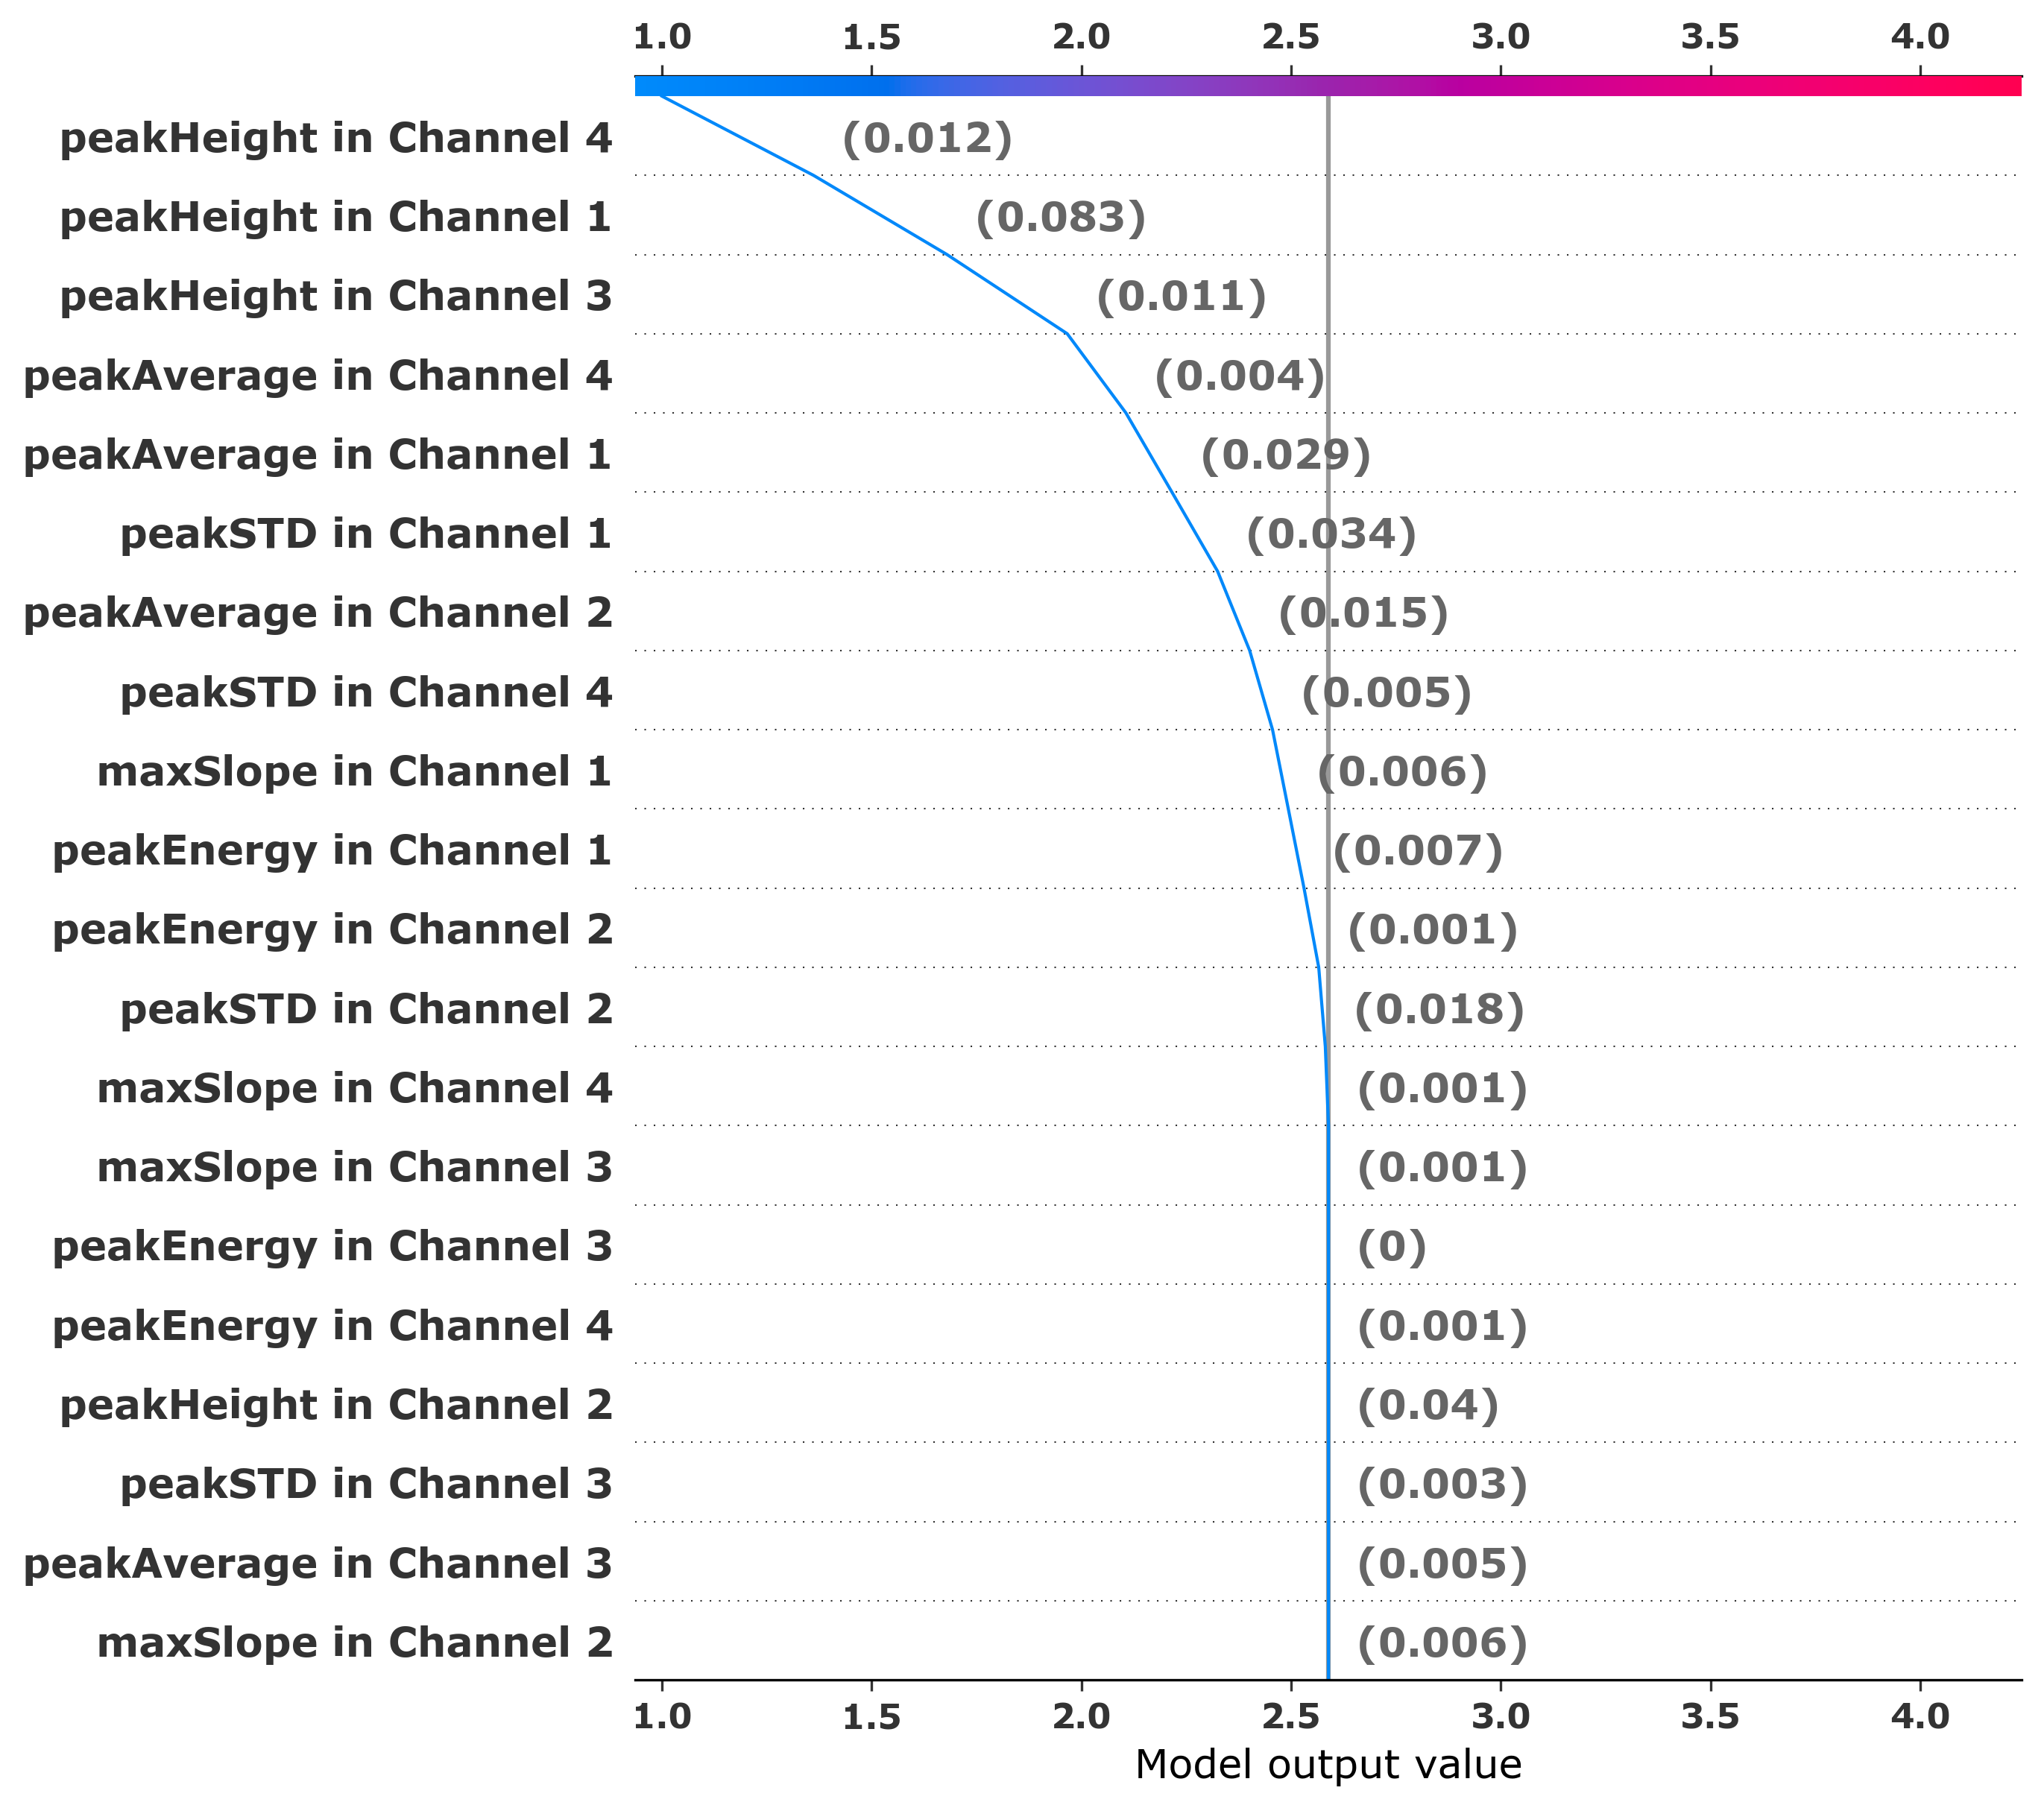 1.0 1.5 2.0 2.5 3.0 3.5 4.0
peakHeight in Channel 4 (0.012)
peakHeight in Channel 1 (0.083)
peakHeight in Channel 3 (0.011)
peakAverage in Channel 4 (0.004)
peakAverage in Channel 1 (0.029)
peakSTD in Channel 1 (0.034)
peakAverage in Channel 2 (0.015)
peakSTD in Channel 4 (0.005)
maxSlope in Channel 1 (0.006)
peakEnergy in Channel 1 (0.007)
peakEnergy in Channel 2 (0.001)
peakSTD in Channel 2 (0.018)
maxSlope in Channel 4 (0.001)
maxSlope in Channel 3 (0.001)
peakEnergy in Channel 3 (0)
peakEnergy in Channel 4 (0.001)
peakHeight in Channel 2 (0.04)
peakSTD in Channel 3 (0.003)
peakAverage in Channel 3 (0.005)
maxSlope in Channel 2 (0.006)
1.0 1.5 2.0 2.5 3.0 3.5 4.0
Model output value